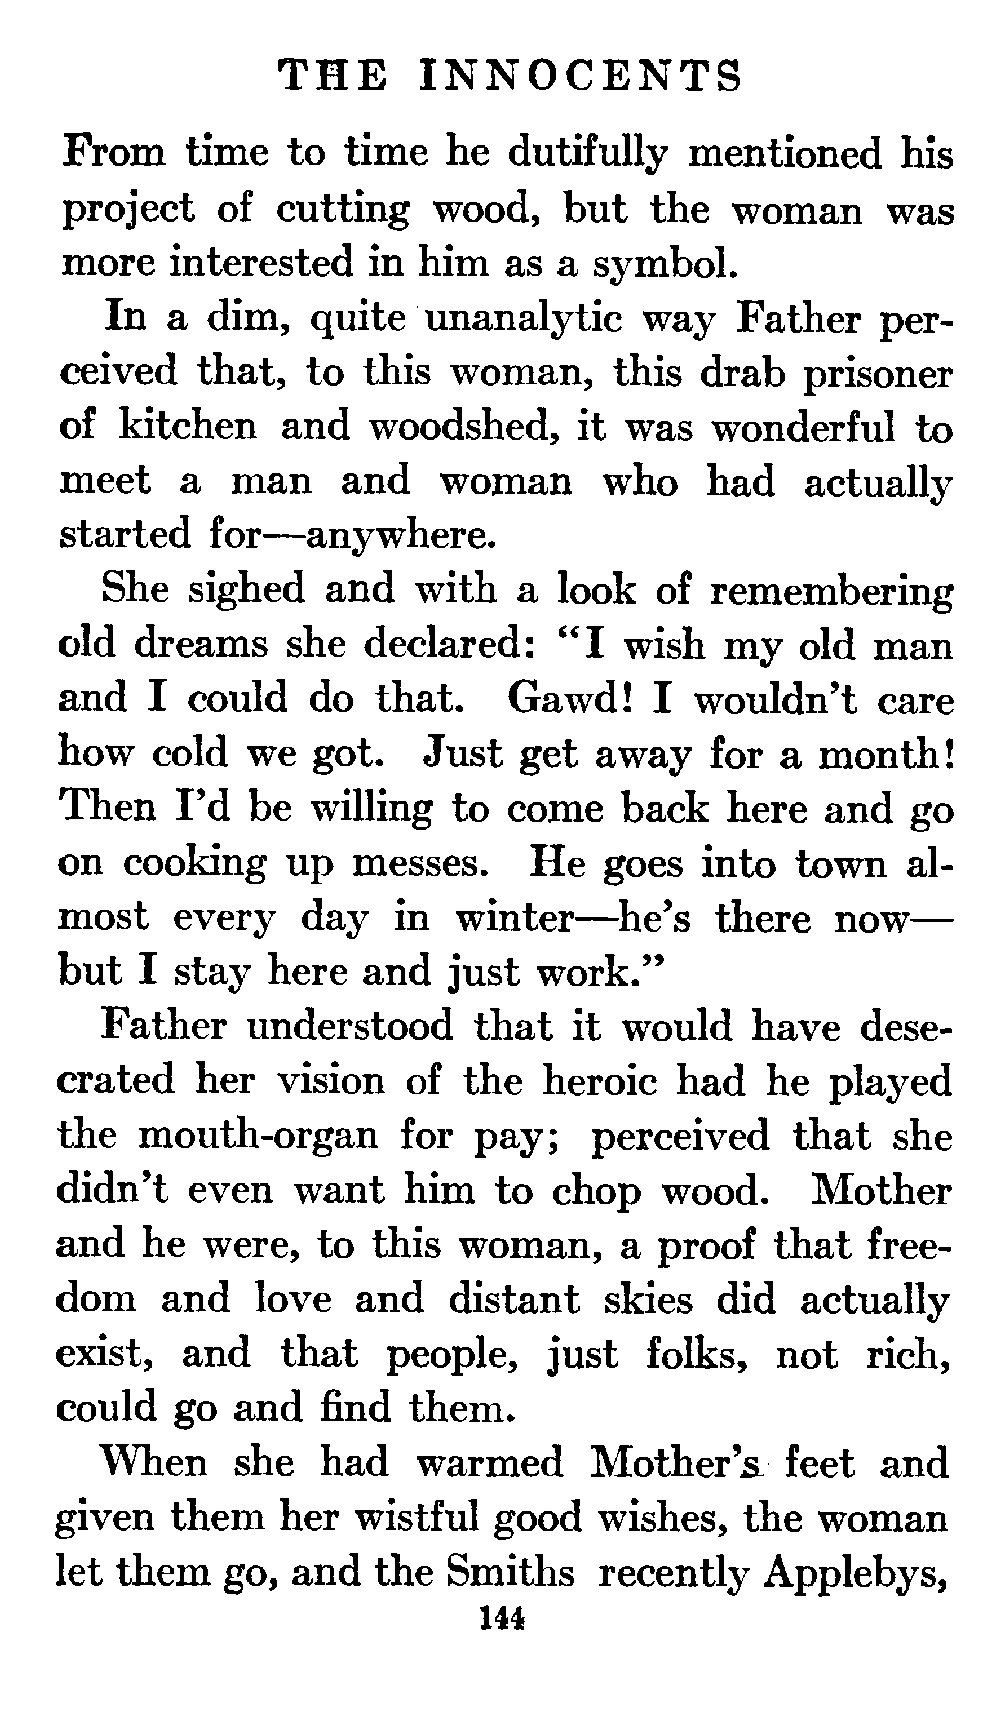 THE INNOCENTS
From time to time he dutifully mentioned his
project of cutting wood, but the woman was
more interested in him as a symbol.
In a dim, quite unanalytic way Father per-
ceived that, to this woman, this drab prisoner
of kitchen and woodshed, it was wonderful to
meet a man and woman who had actually
started for—anywhere.
She sighed and with a look of remembering
old dreams she declared: “I wish my old man
and I could do that. Gawd! I wouldn’t care
how cold we got. Just get away for a month!
Then I’d be willing to come back here and go
on cooking up messes. He goes into town al-
most every day in winter—he’s there now—
but I stay here and just work.”
Father understood that it would have dese-
crated her vision of the heroic had he played
the mouth-organ for pay; perceived that she
didn’t even want him to chop wood. Mother
and he were, to this woman, a proof that free-
dom and love and distant skies did actually
exist, and that people, just folks, not rich,
could go and find them.
When she had warmed Mother’s feet and
given them her wistful good wishes, the woman
let them go, and the Smiths recently Applebys,
144